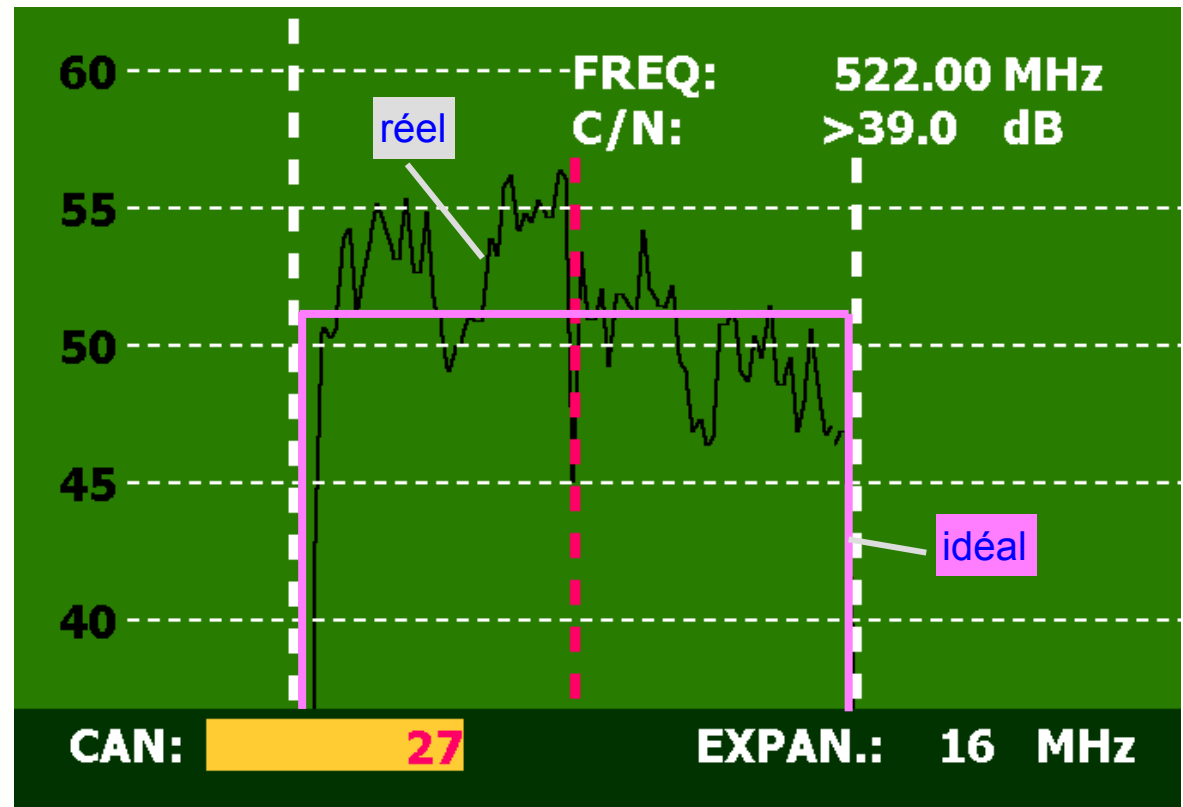 60
FREQ: 522.00 MHz
C/N: >39.0 dB
réel
55
50
45
idéal
40
CAN: 27 EXPAN.: 16 MHz